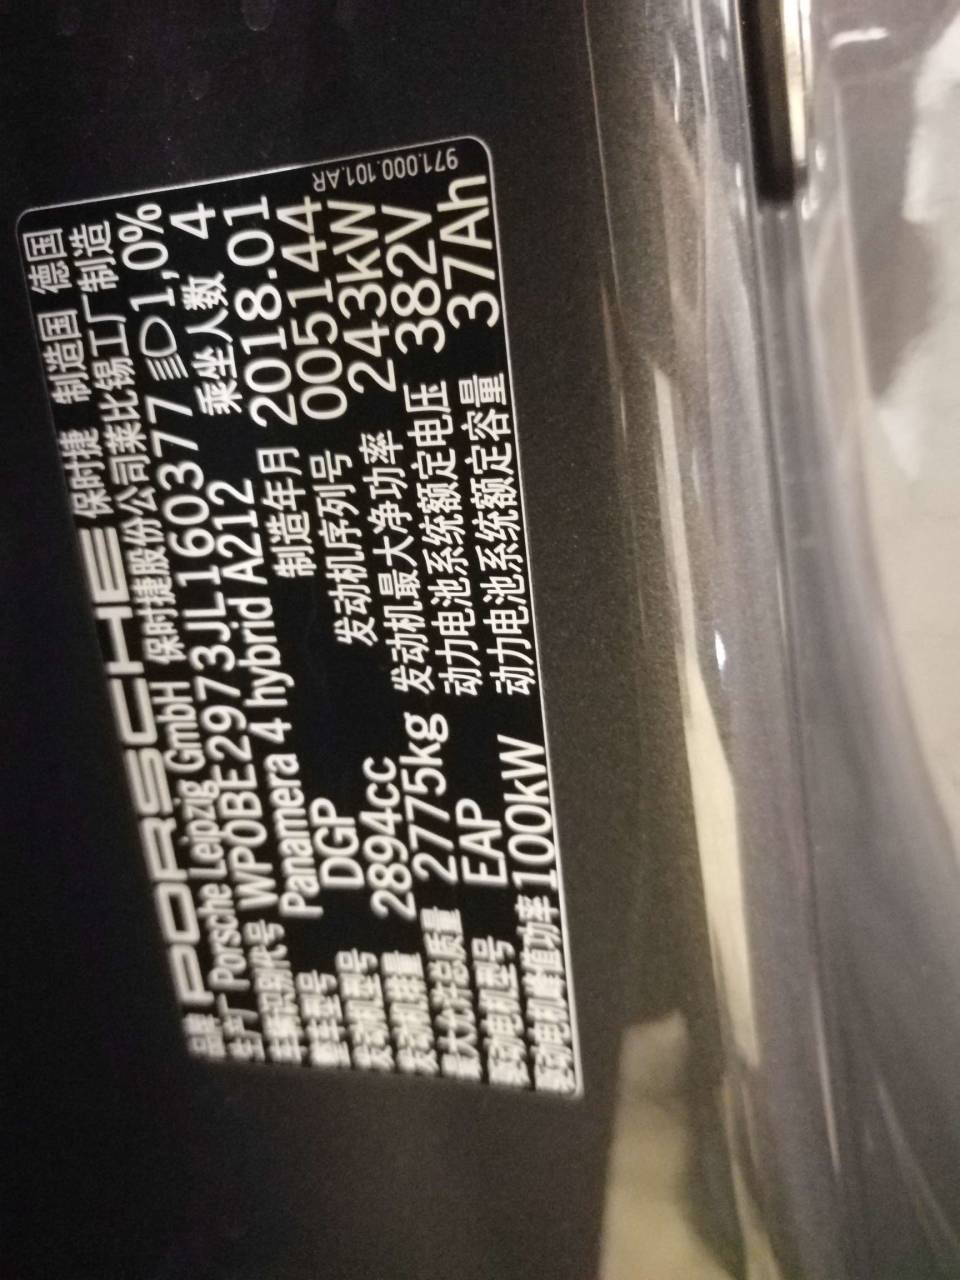 品牌 PORSCHE 保时捷 制造国 德国
生产厂 Porsche Leipzig GmbH 保时捷股份公司莱比锡工厂制造
车辆识别代号 WP0BE2973JL160377 1,0%
整车型号 Panamera 4 hybrid A212 乘坐人数 4
发动机型号 DGP 制造年月 2018.01
发动机排量 2894cc 发动机序列号 005144
最大允许总质量 2775kg 发动机最大净功率 243kW
驱动电机型号 EAP 动力电池系统额定电压 382V
驱动电机峰值功率 100kW 动力电池系统额定容量 37Ah
971.000.101.AR